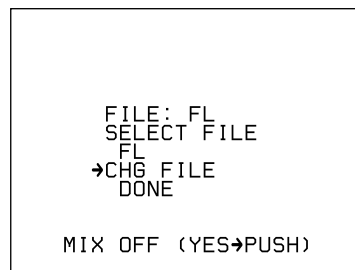 FILE: FL
SELECT FILE
FL
➔CHG FILE
DONE
MIX OFF (YES➔PUSH)